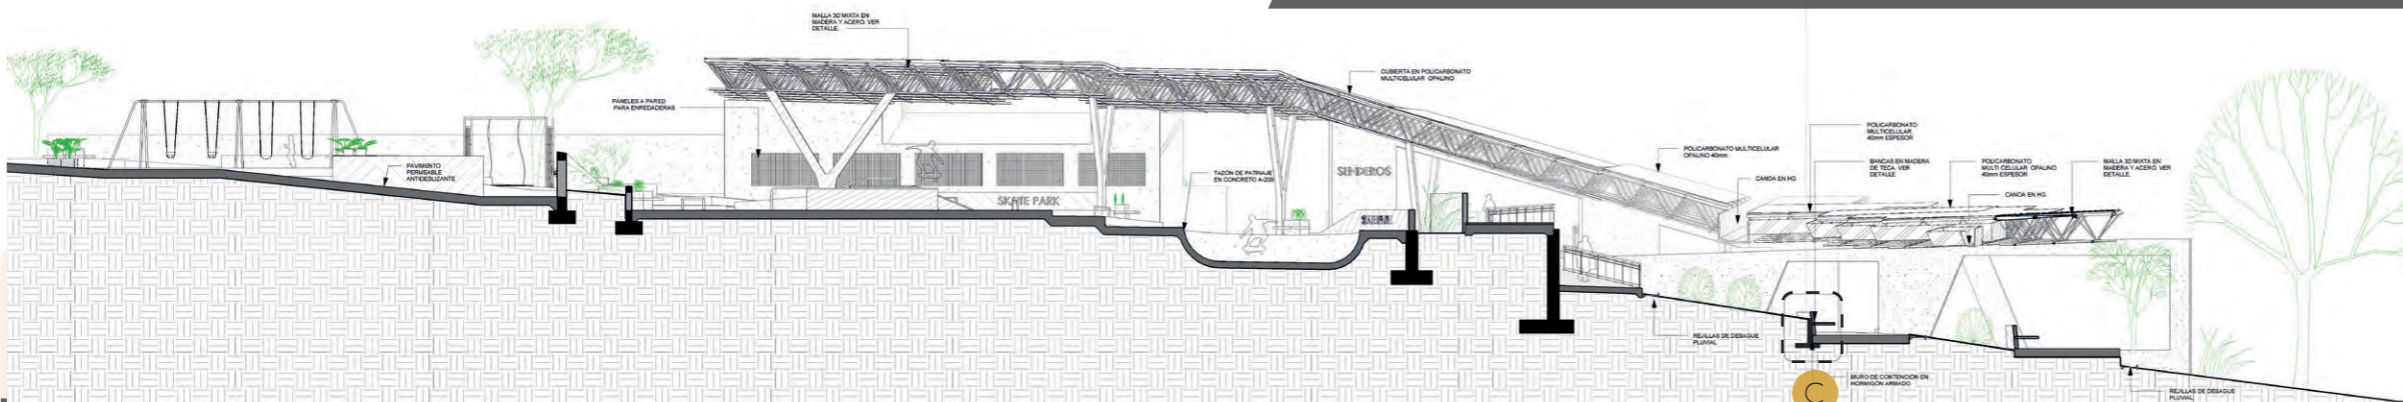 MALLA 3D MIXTA EN
MADERA Y ACERO. VER
DETALLE.
CUBIERTA EN POLICARBONATO
MULTICELULAR OPALINO
PÁNELES A PARED
PARA ENREDADERAS
PAVIMENTO
PERMEABLE
ANTIDESLIZANTE
SKATE PARK
TAZÓN DE PATINAJE
EN CONCRETO A-200
SENDEROS
POLICARBONATO MULTICELULAR
OPALINO 40mm
CANOA EN HG
POLICARBONATO
MULTICELULAR
40mm ESPESOR
BANCAS EN MADERA
DE TECA. VER
DETALLE
POLICARBONATO
MULTI CELULAR OPALINO
40mm ESPESOR
CANOA EN HG
MALLA 3D MIXTA EN
MADERA Y ACERO. VER
DETALLE.
REJILLAS DE DESAGUE
PLUVIAL
C
MURO DE CONTENCIÓN EN
HORMIGÓN ARMADO
REJILLAS DE DESAGUE
PLUVIAL